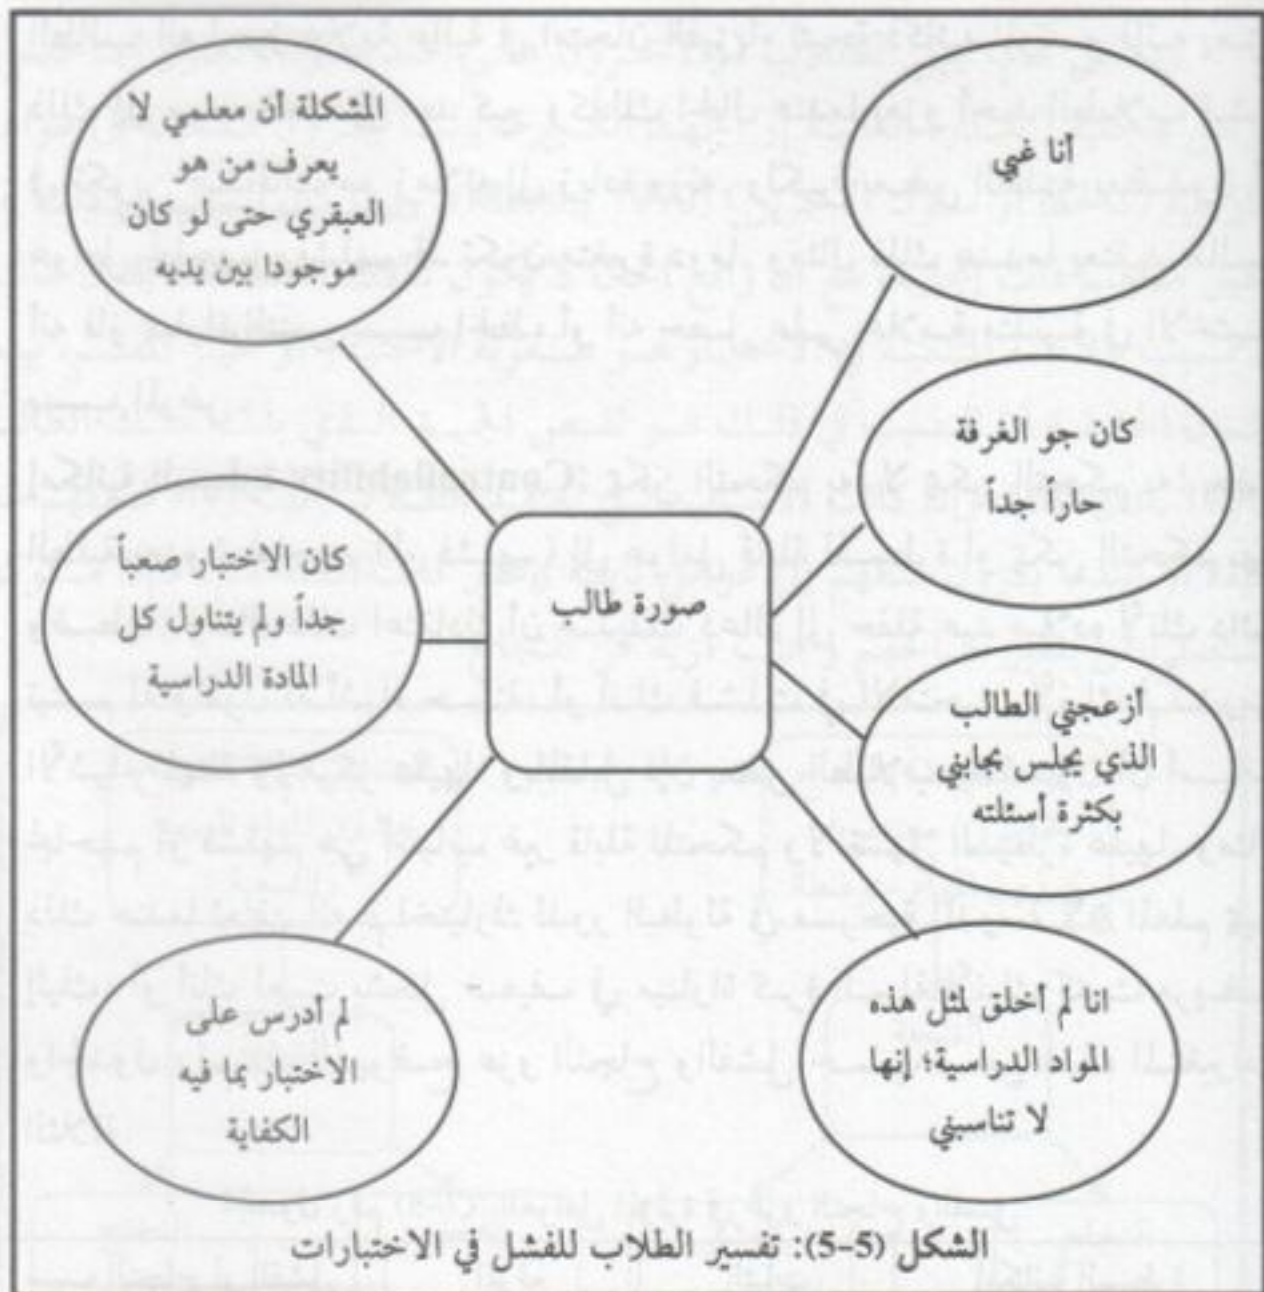 أنا غبي
المشكلة أن معلمي لا
يعرف من هو
العبقري حتى لو كان
موجودا بين يديه
كان جو الغرفة
حاراً جداً
كان الاختبار صعباً
جداً ولم يتناول كل
المادة الدراسية
صورة طالب
أزعجني الطالب
الذي يجلس بجانبي
بكثرة أسئلته
لم أدرس على
الاختبار بما فيه
الكفاية
انا لم أخلق لمثل هذه
المواد الدراسية؛ إنها
لا تناسبني
الشكل (5-5): تفسير الطلاب للفشل في الاختبارات